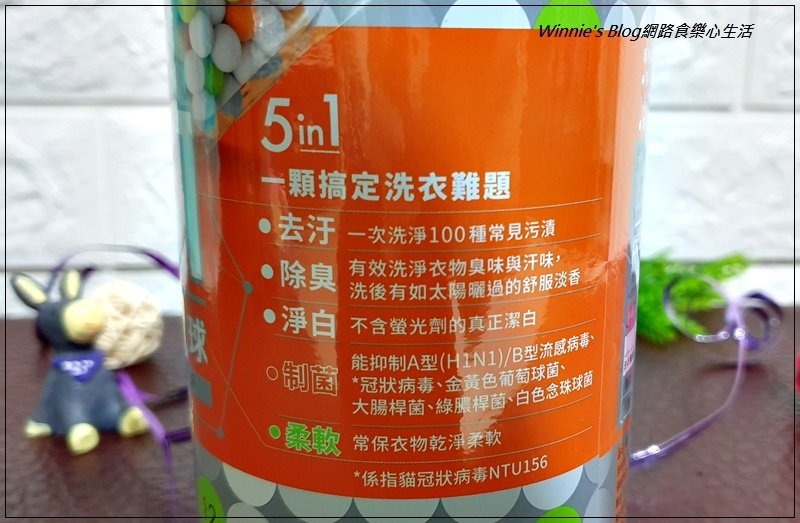 Winnie's Blog網路食樂心生活
5in1
一顆搞定洗衣難題
•去汙 一次洗淨100種常見污漬
•除臭 有效洗淨衣物臭味與汗味，
洗後有如太陽曬過的舒服淡香
•淨白 不含螢光劑的真正潔白
•制菌 能抑制A型(H1N1)/B型流感病毒、
*冠狀病毒、金黃色葡萄球菌、
大腸桿菌、綠膿桿菌、白色念珠球菌
•柔軟 常保衣物乾淨柔軟
*係指貓冠狀病毒NTU156
球